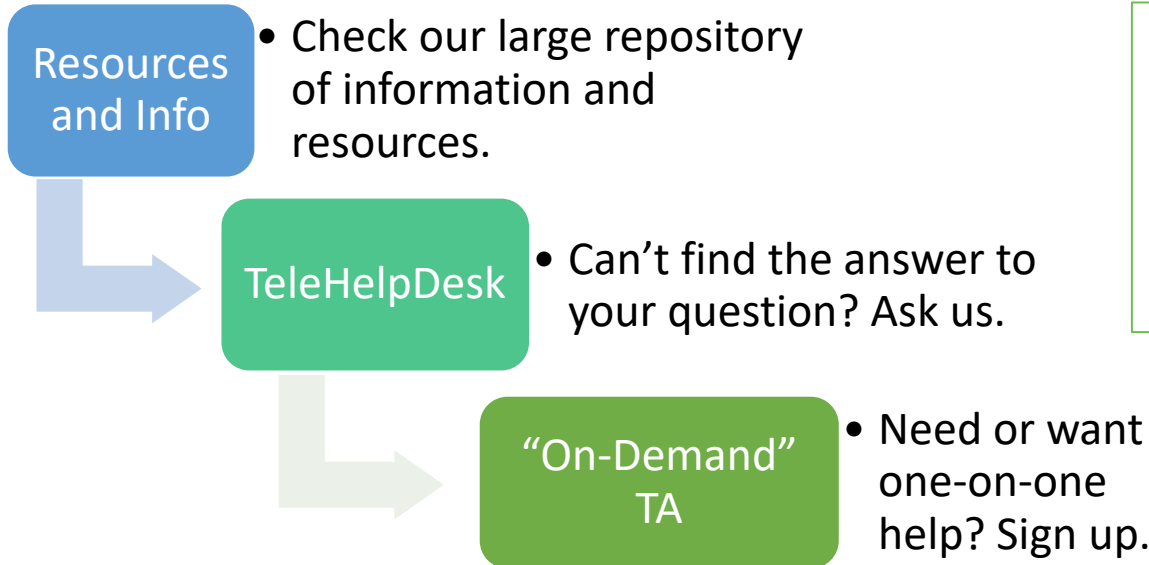 Resources
and Info
• Check our large repository
of information and
resources.
TeleHelpDesk
• Can’t find the answer to
your question? Ask us.
“On-Demand”
TA
• Need or want
one-on-one
help? Sign up.